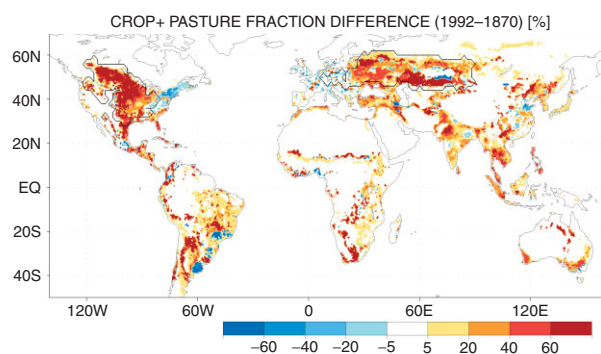 CROP+ PASTURE FRACTION DIFFERENCE (1992–1870) [%]
60N
40N
20N
EQ
20S
40S
120W 60W 0 60E 120E
−60 −40 −20 −5 5 20 40 60